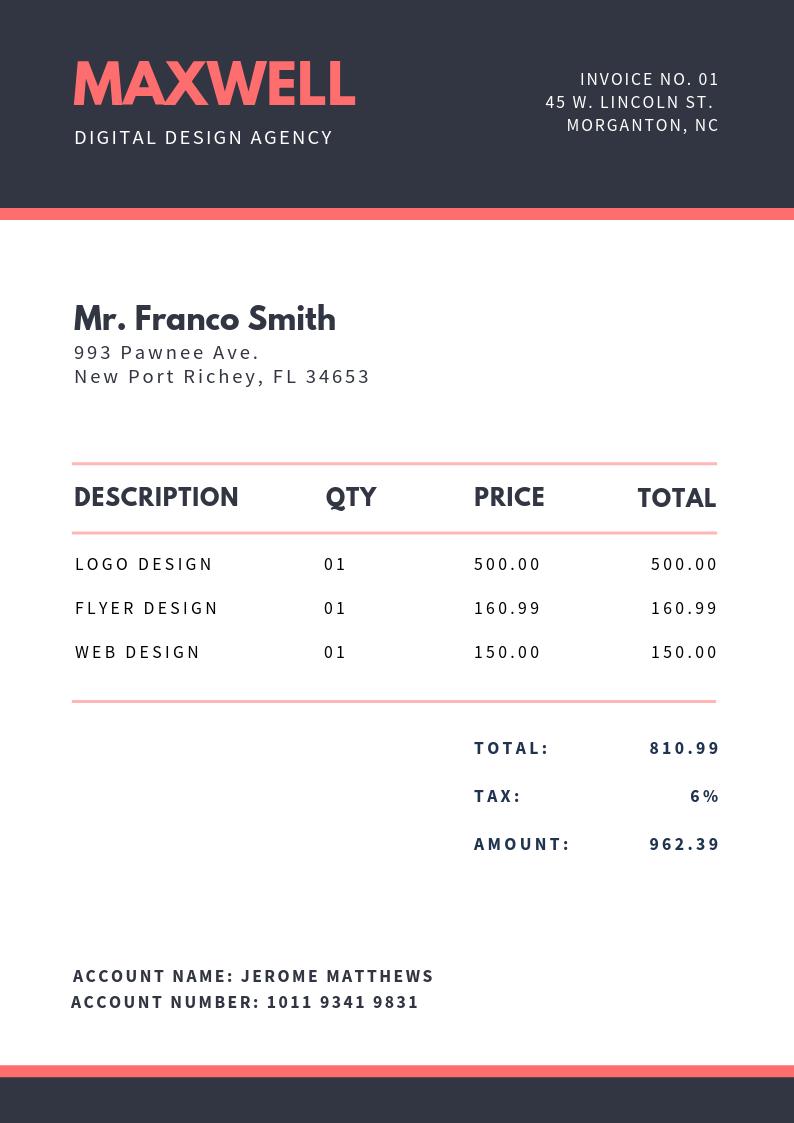 MAXWELL
DIGITAL DESIGN AGENCY
INVOICE NO. 01
45 W. LINCOLN ST.
MORGANTON, NC
Mr. Franco Smith
993 Pawnee Ave.
New Port Richey, FL 34653
DESCRIPTION QTY PRICE TOTAL
LOGO DESIGN 01 500.00 500.00
FLYER DESIGN 01 160.99 160.99
WEB DESIGN 01 150.00 150.00
TOTAL: 810.99
TAX: 6%
AMOUNT: 962.39
ACCOUNT NAME: JEROME MATTHEWS
ACCOUNT NUMBER: 1011 9341 9831